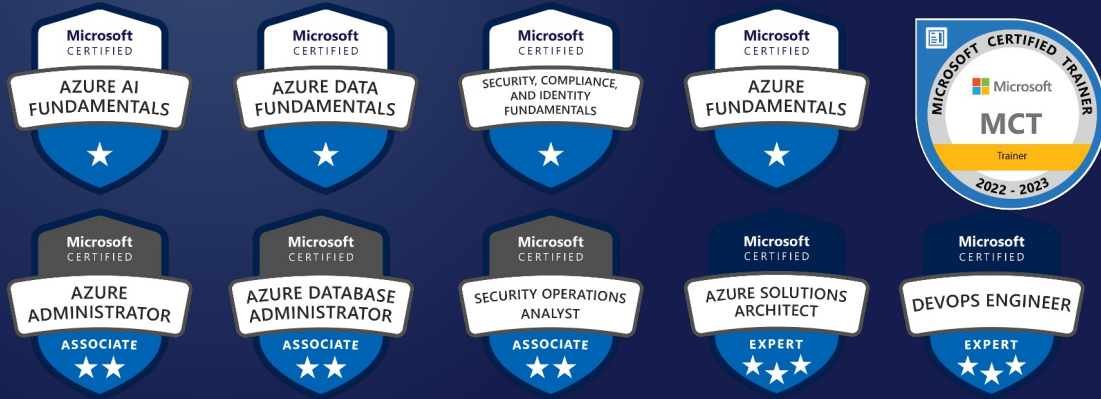 Microsoft
CERTIFIED
AZURE AI
FUNDAMENTALS
Microsoft
CERTIFIED
AZURE DATA
FUNDAMENTALS
Microsoft
CERTIFIED
SECURITY, COMPLIANCE,
AND IDENTITY
FUNDAMENTALS
Microsoft
CERTIFIED
AZURE
FUNDAMENTALS
MICROSOFT CERTIFIED TRAINER
Microsoft
MCT
Trainer
2022 - 2023
Microsoft
CERTIFIED
AZURE
ADMINISTRATOR
ASSOCIATE
Microsoft
CERTIFIED
AZURE DATABASE
ADMINISTRATOR
ASSOCIATE
Microsoft
CERTIFIED
SECURITY OPERATIONS
ANALYST
ASSOCIATE
Microsoft
CERTIFIED
AZURE SOLUTIONS
ARCHITECT
EXPERT
Microsoft
CERTIFIED
DEVOPS ENGINEER
EXPERT